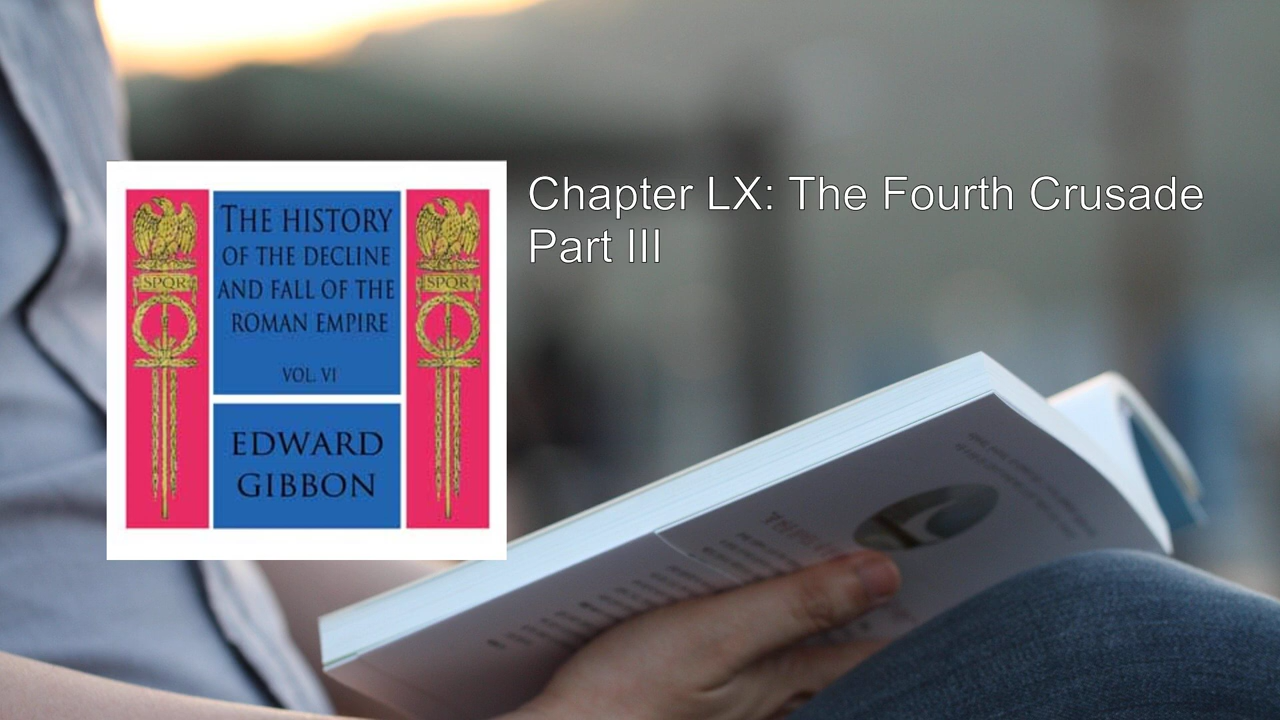 Chapter LX: The Fourth Crusade
Part III
THE HISTORY
OF THE DECLINE
AND FALL OF THE
ROMAN EMPIRE
VOL. VI
EDWARD
GIBBON
SPQR
SPQR